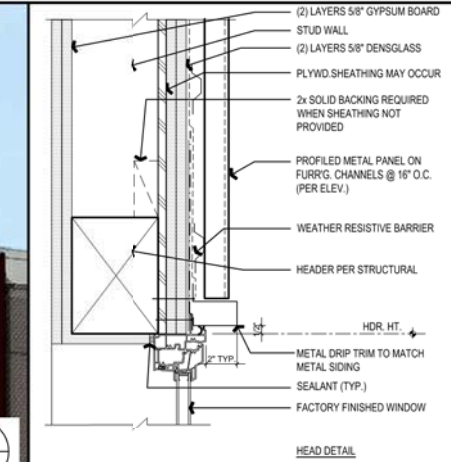 (2) LAYERS 5/8" GYPSUM BOARD
STUD WALL
(2) LAYERS 5/8" DENSGLASS
PLYWD.SHEATHING MAY OCCUR
2x SOLID BACKING REQUIRED
WHEN SHEATHING NOT
PROVIDED
PROFILED METAL PANEL ON
FURR'G. CHANNELS @ 16" O.C.
(PER ELEV.)
WEATHER RESISTIVE BARRIER
HEADER PER STRUCTURAL
HDR. HT.
2" TYP.
METAL DRIP TRIM TO MATCH
METAL SIDING
SEALANT (TYP.)
FACTORY FINISHED WINDOW
HEAD DETAIL